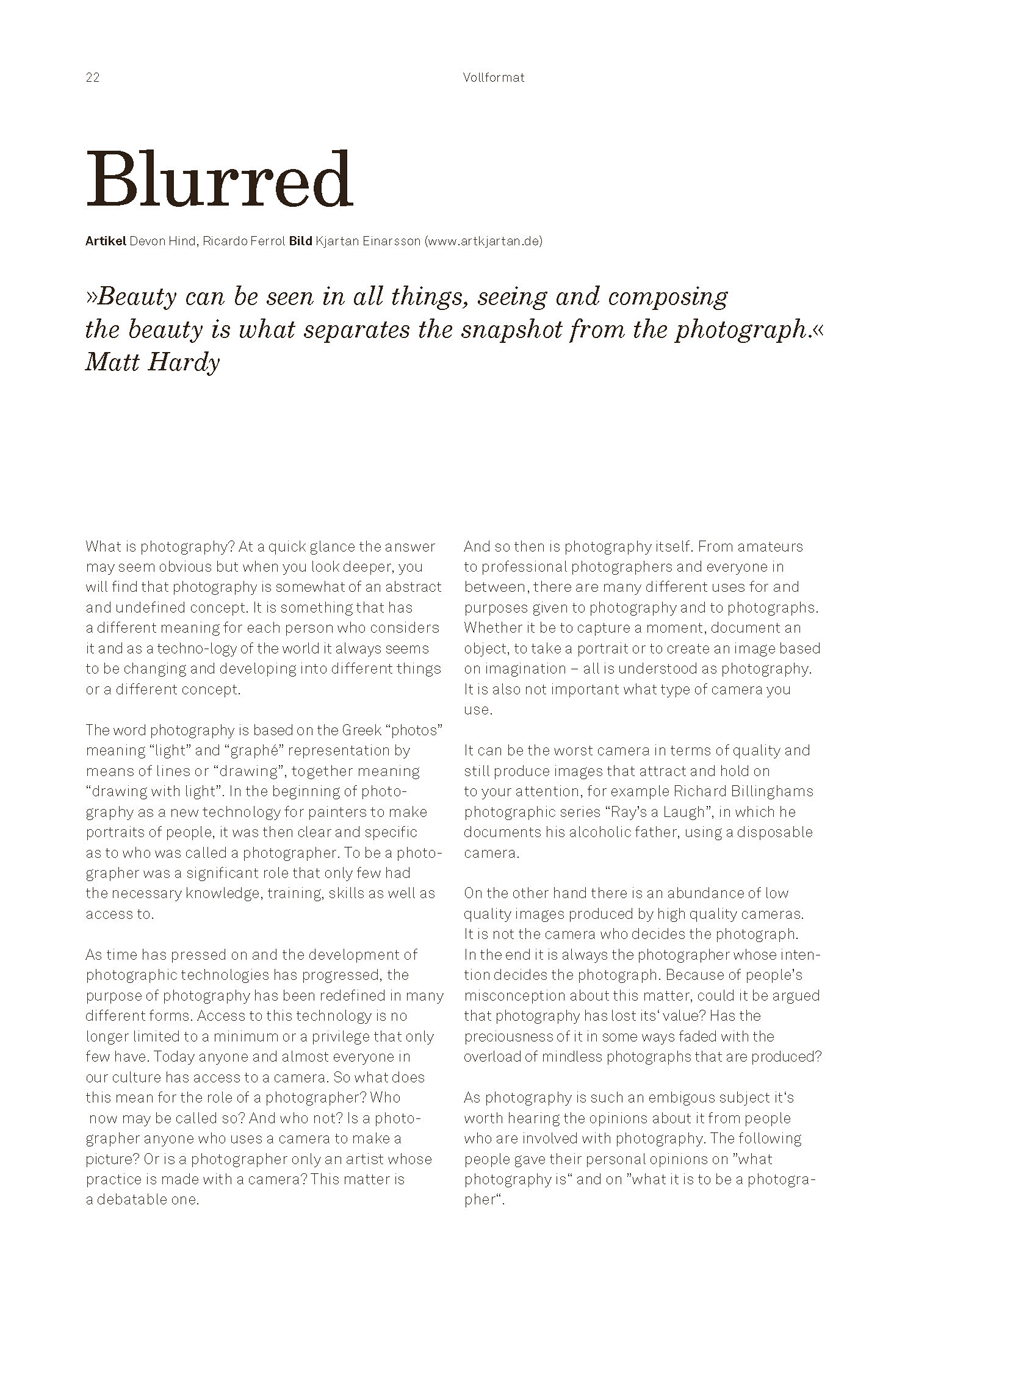 22
Vollformat
Blurred
Artikel Devon Hind, Ricardo Ferrol Bild Kjartan Einarsson (www.artkjartan.de)
»Beauty can be seen in all things, seeing and composing
the beauty is what separates the snapshot from the photograph.«
Matt Hardy
What is photography? At a quick glance the answer
may seem obvious but when you look deeper, you
will find that photography is somewhat of an abstract
and undefined concept. It is something that has
a different meaning for each person who considers
it and as a techno-logy of the world it always seems
to be changing and developing into different things
or a different concept.
The word photography is based on the Greek “photos”
meaning “light” and “graphé” representation by
means of lines or “drawing”, together meaning
“drawing with light”. In the beginning of photo-
graphy as a new technology for painters to make
portraits of people, it was then clear and specific
as to who was called a photographer. To be a photo-
grapher was a significant role that only few had
the necessary knowledge, training, skills as well as
access to.
As time has pressed on and the development of
photographic technologies has progressed, the
purpose of photography has been redefined in many
different forms. Access to this technology is no
longer limited to a minimum or a privilege that only
few have. Today anyone and almost everyone in
our culture has access to a camera. So what does
this mean for the role of a photographer? Who
now may be called so? And who not? Is a photo-
grapher anyone who uses a camera to make a
picture? Or is a photographer only an artist whose
practice is made with a camera? This matter is
a debatable one.
And so then is photography itself. From amateurs
to professional photographers and everyone in
between, there are many different uses for and
purposes given to photography and to photographs.
Whether it be to capture a moment, document an
object, to take a portrait or to create an image based
on imagination – all is understood as photography.
It is also not important what type of camera you
use.
It can be the worst camera in terms of quality and
still produce images that attract and hold on
to your attention, for example Richard Billinghams
photographic series “Ray’s a Laugh”, in which he
documents his alcoholic father, using a disposable
camera.
On the other hand there is an abundance of low
quality images produced by high quality cameras.
It is not the camera who decides the photograph.
In the end it is always the photographer whose inten-
tion decides the photograph. Because of people’s
misconception about this matter, could it be argued
that photography has lost its‘ value? Has the
preciousness of it in some ways faded with the
overload of mindless photographs that are produced?
As photography is such an embigous subject it‘s
worth hearing the opinions about it from people
who are involved with photography. The following
people gave their personal opinions on ”what
photography is“ and on ”what it is to be a photogra-
pher“.